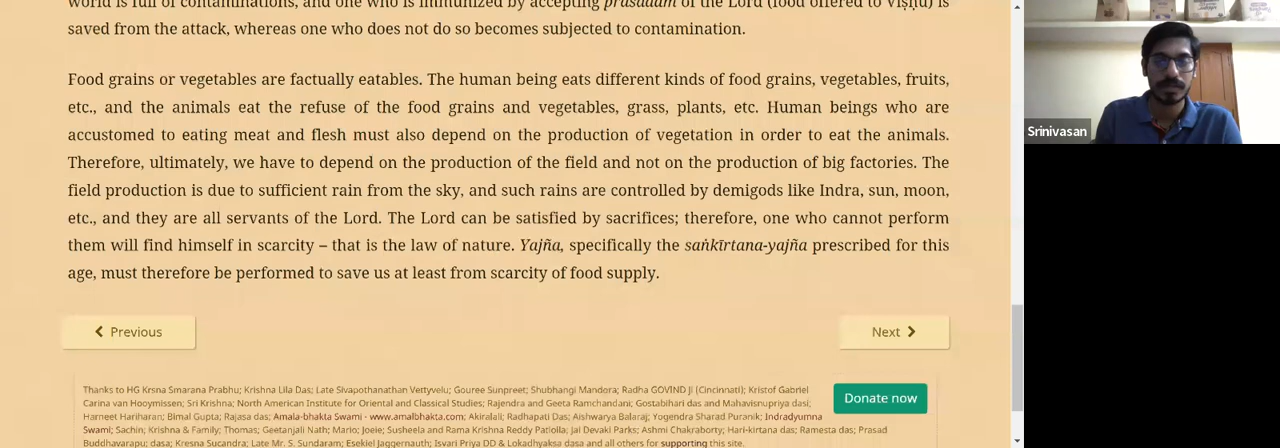 world is full of contaminations, and one who is immunized by accepting prasādam of the Lord (food offered to Viṣṇu) is
saved from the attack, whereas one who does not do so becomes subjected to contamination.
Food grains or vegetables are factually eatables. The human being eats different kinds of food grains, vegetables, fruits,
etc., and the animals eat the refuse of the food grains and vegetables, grass, plants, etc. Human beings who are
accustomed to eating meat and flesh must also depend on the production of vegetation in order to eat the animals.
Therefore, ultimately, we have to depend on the production of the field and not on the production of big factories. The
field production is due to sufficient rain from the sky, and such rains are controlled by demigods like Indra, sun, moon,
etc., and they are all servants of the Lord. The Lord can be satisfied by sacrifices; therefore, one who cannot perform
them will find himself in scarcity – that is the law of nature. Yajña, specifically the saṅkīrtana-yajña prescribed for this
age, must therefore be performed to save us at least from scarcity of food supply.
Previous
Next
Thanks to HG Krsna Smarana Prabhu; Krishna Lila Das; Late Sivapothanathan Vettyvelu; Gouree Sunpreet; Shubhangi Mandora; Radha GOVIND Ji (Cincinnati); Kristof Gabriel
Carina van Hooymissen; Sri Krishna; North American Institute for Oriental and Classical Studies; Rajendra and Geeta Ramchandani; Gostabihari das and Mahavisnupriya dasi;
Harneet Hariharan; Bimal Gupta; Rajasa das; Amala-bhakta Swami - www.amalbhakta.com; Akiralali; Radhapati Das; Aishwarya Balaraj; Yogendra Sharad Puranik; Indradyumna
Swami; Sachin; Krishna & Family; Thomas; Geetanjali Nath; Mario; Joeie; Susheela and Rama Krishna Reddy Patlolla; Jai Devaki Parks; Ashmi Chakraborty; Hari-kirtana das; Ramesta das; Prasad
Buddhavarapu; dasa; Kresna Sucandra; Late Mr. S. Sundaram; Esekiel Jaggernauth; Isvari Priya DD & Lokadhyaksa dasa and all others for supporting this site.
Donate now
Srinivasan